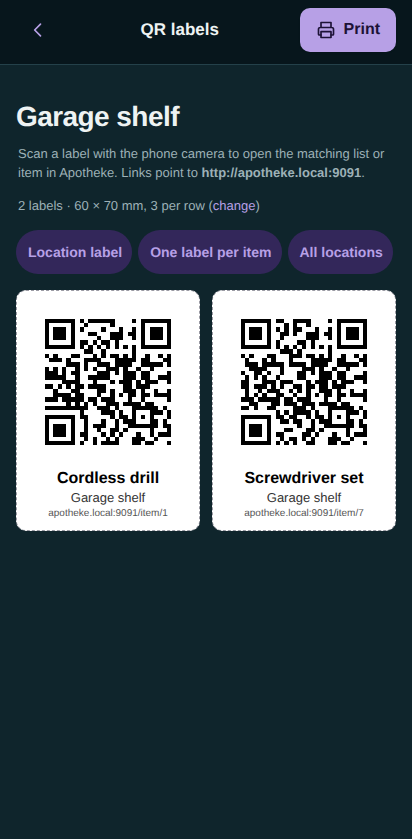 QR labels
Print
Garage shelf
Scan a label with the phone camera to open the matching list or
item in Apotheke. Links point to http://apotheke.local:9091.
2 labels · 60 × 70 mm, 3 per row (change)
Location label
One label per item
All locations
Cordless drill
Garage shelf
apotheke.local:9091/item/1
Screwdriver set
Garage shelf
apotheke.local:9091/item/7